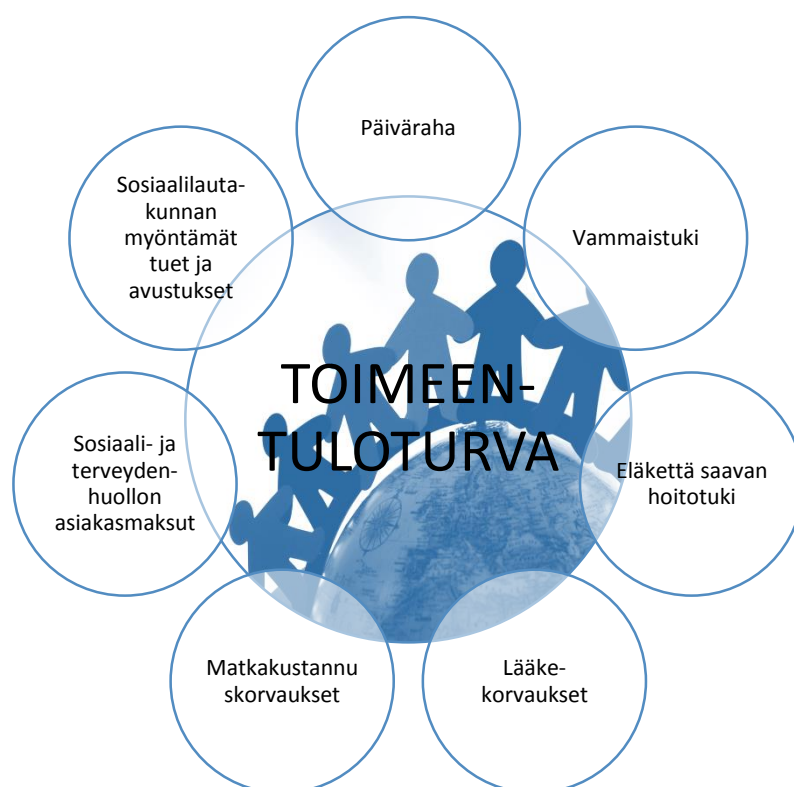 Päiväraha
Sosiaalilauta-
kunnan
myöntämät
tuet ja
avustukset
Vammaistuki
TOIMEEN-
TULOTURVA
Sosiaali- ja
terveyden-
huollon
asiakasmaksut
Eläkettä saavan
hoitotuki
Matkakustannu
skorvaukset
Lääke-
korvaukset